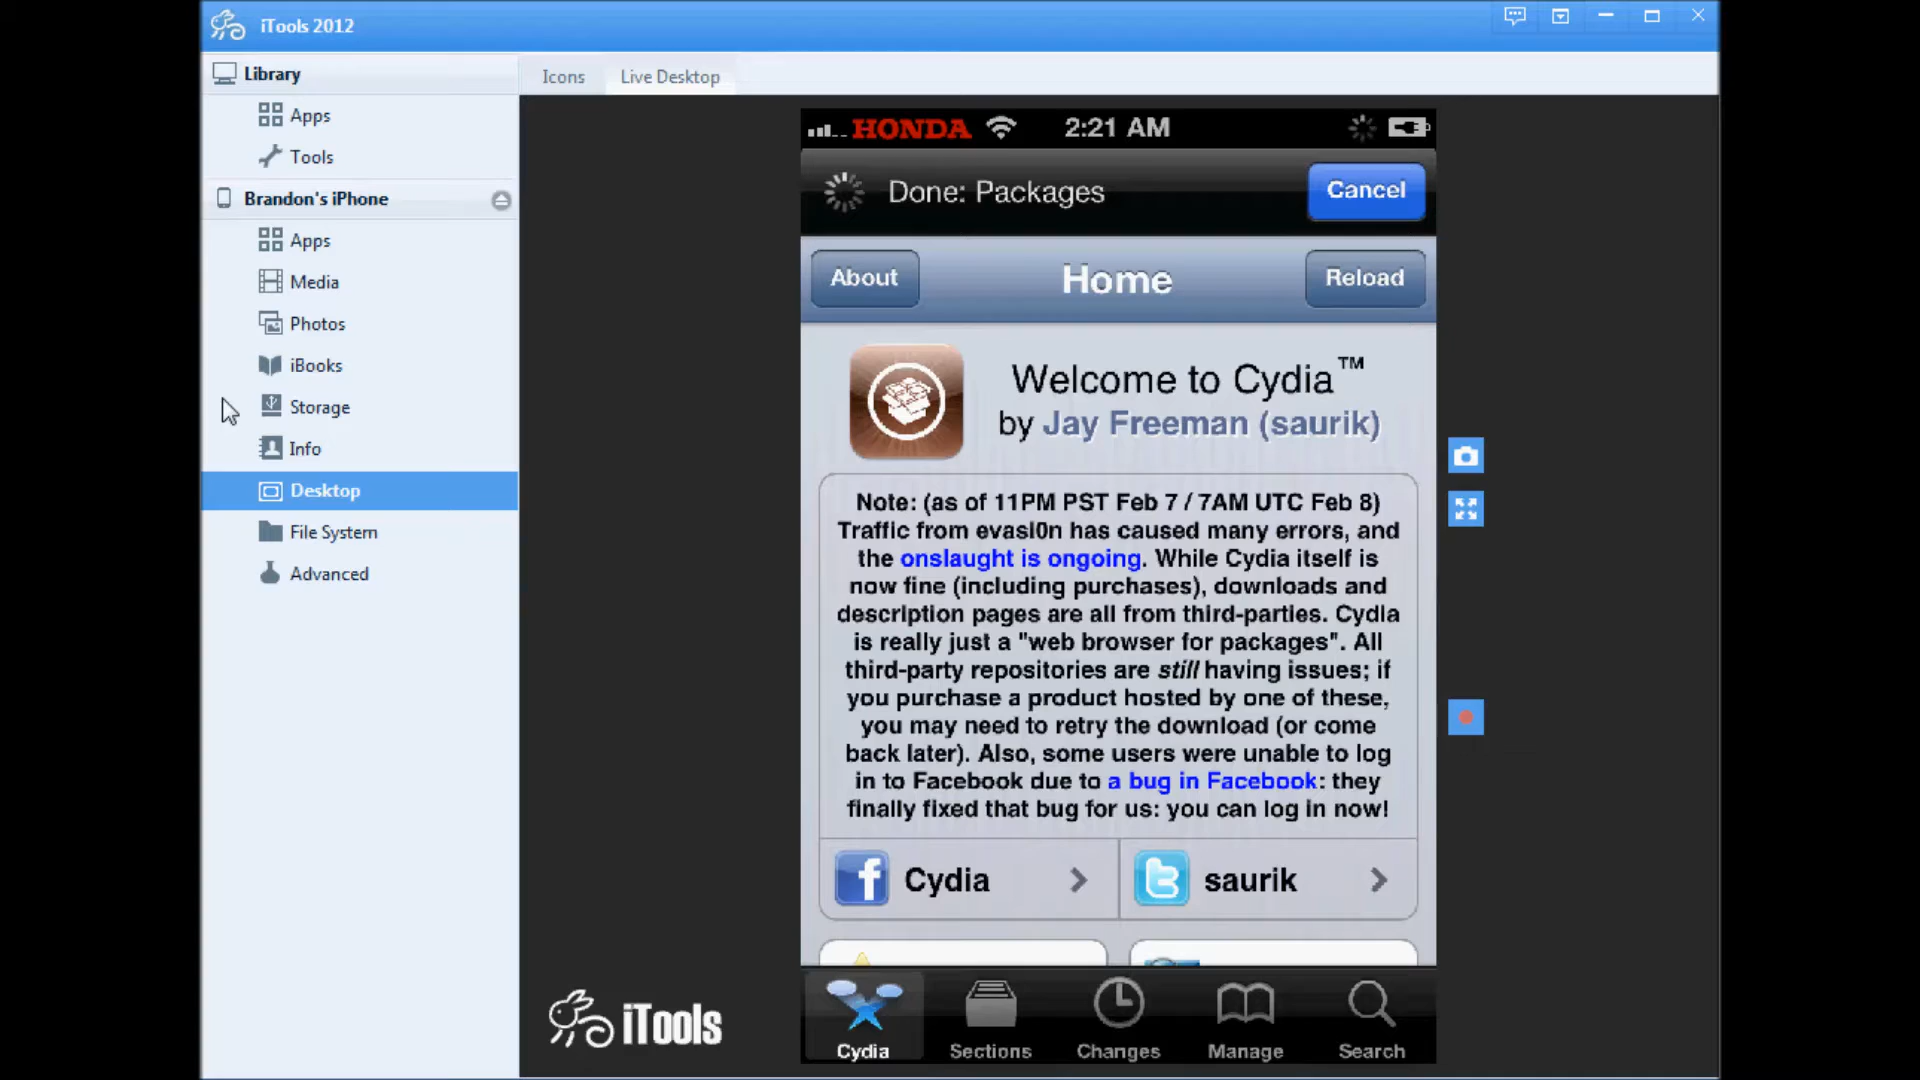 iTools 2012
Library
Apps
Tools
Brandon's iPhone
Apps
Media
Photos
iBooks
Storage
Info
Desktop
File System
Advanced
Icons
Live Desktop
HONDA
2:21 AM
Done: Packages
Cancel
About
Home
Reload
Welcome to Cydia™
by Jay Freeman (saurik)
Note: (as of 11PM PST Feb 7 / 7AM UTC Feb 8)
Traffic from evasi0n has caused many errors, and
the onslaught is ongoing. While Cydia itself is
now fine (including purchases), downloads and
description pages are all from third-parties. Cydia
is really just a "web browser for packages". All
third-party repositories are still having issues; if
you purchase a product hosted by one of these,
you may need to retry the download (or come
back later). Also, some users were unable to log
in to Facebook due to a bug in Facebook: they
finally fixed that bug for us: you can log in now!
Cydia
saurik
iTools
Cydia
Sections
Changes
Manage
Search